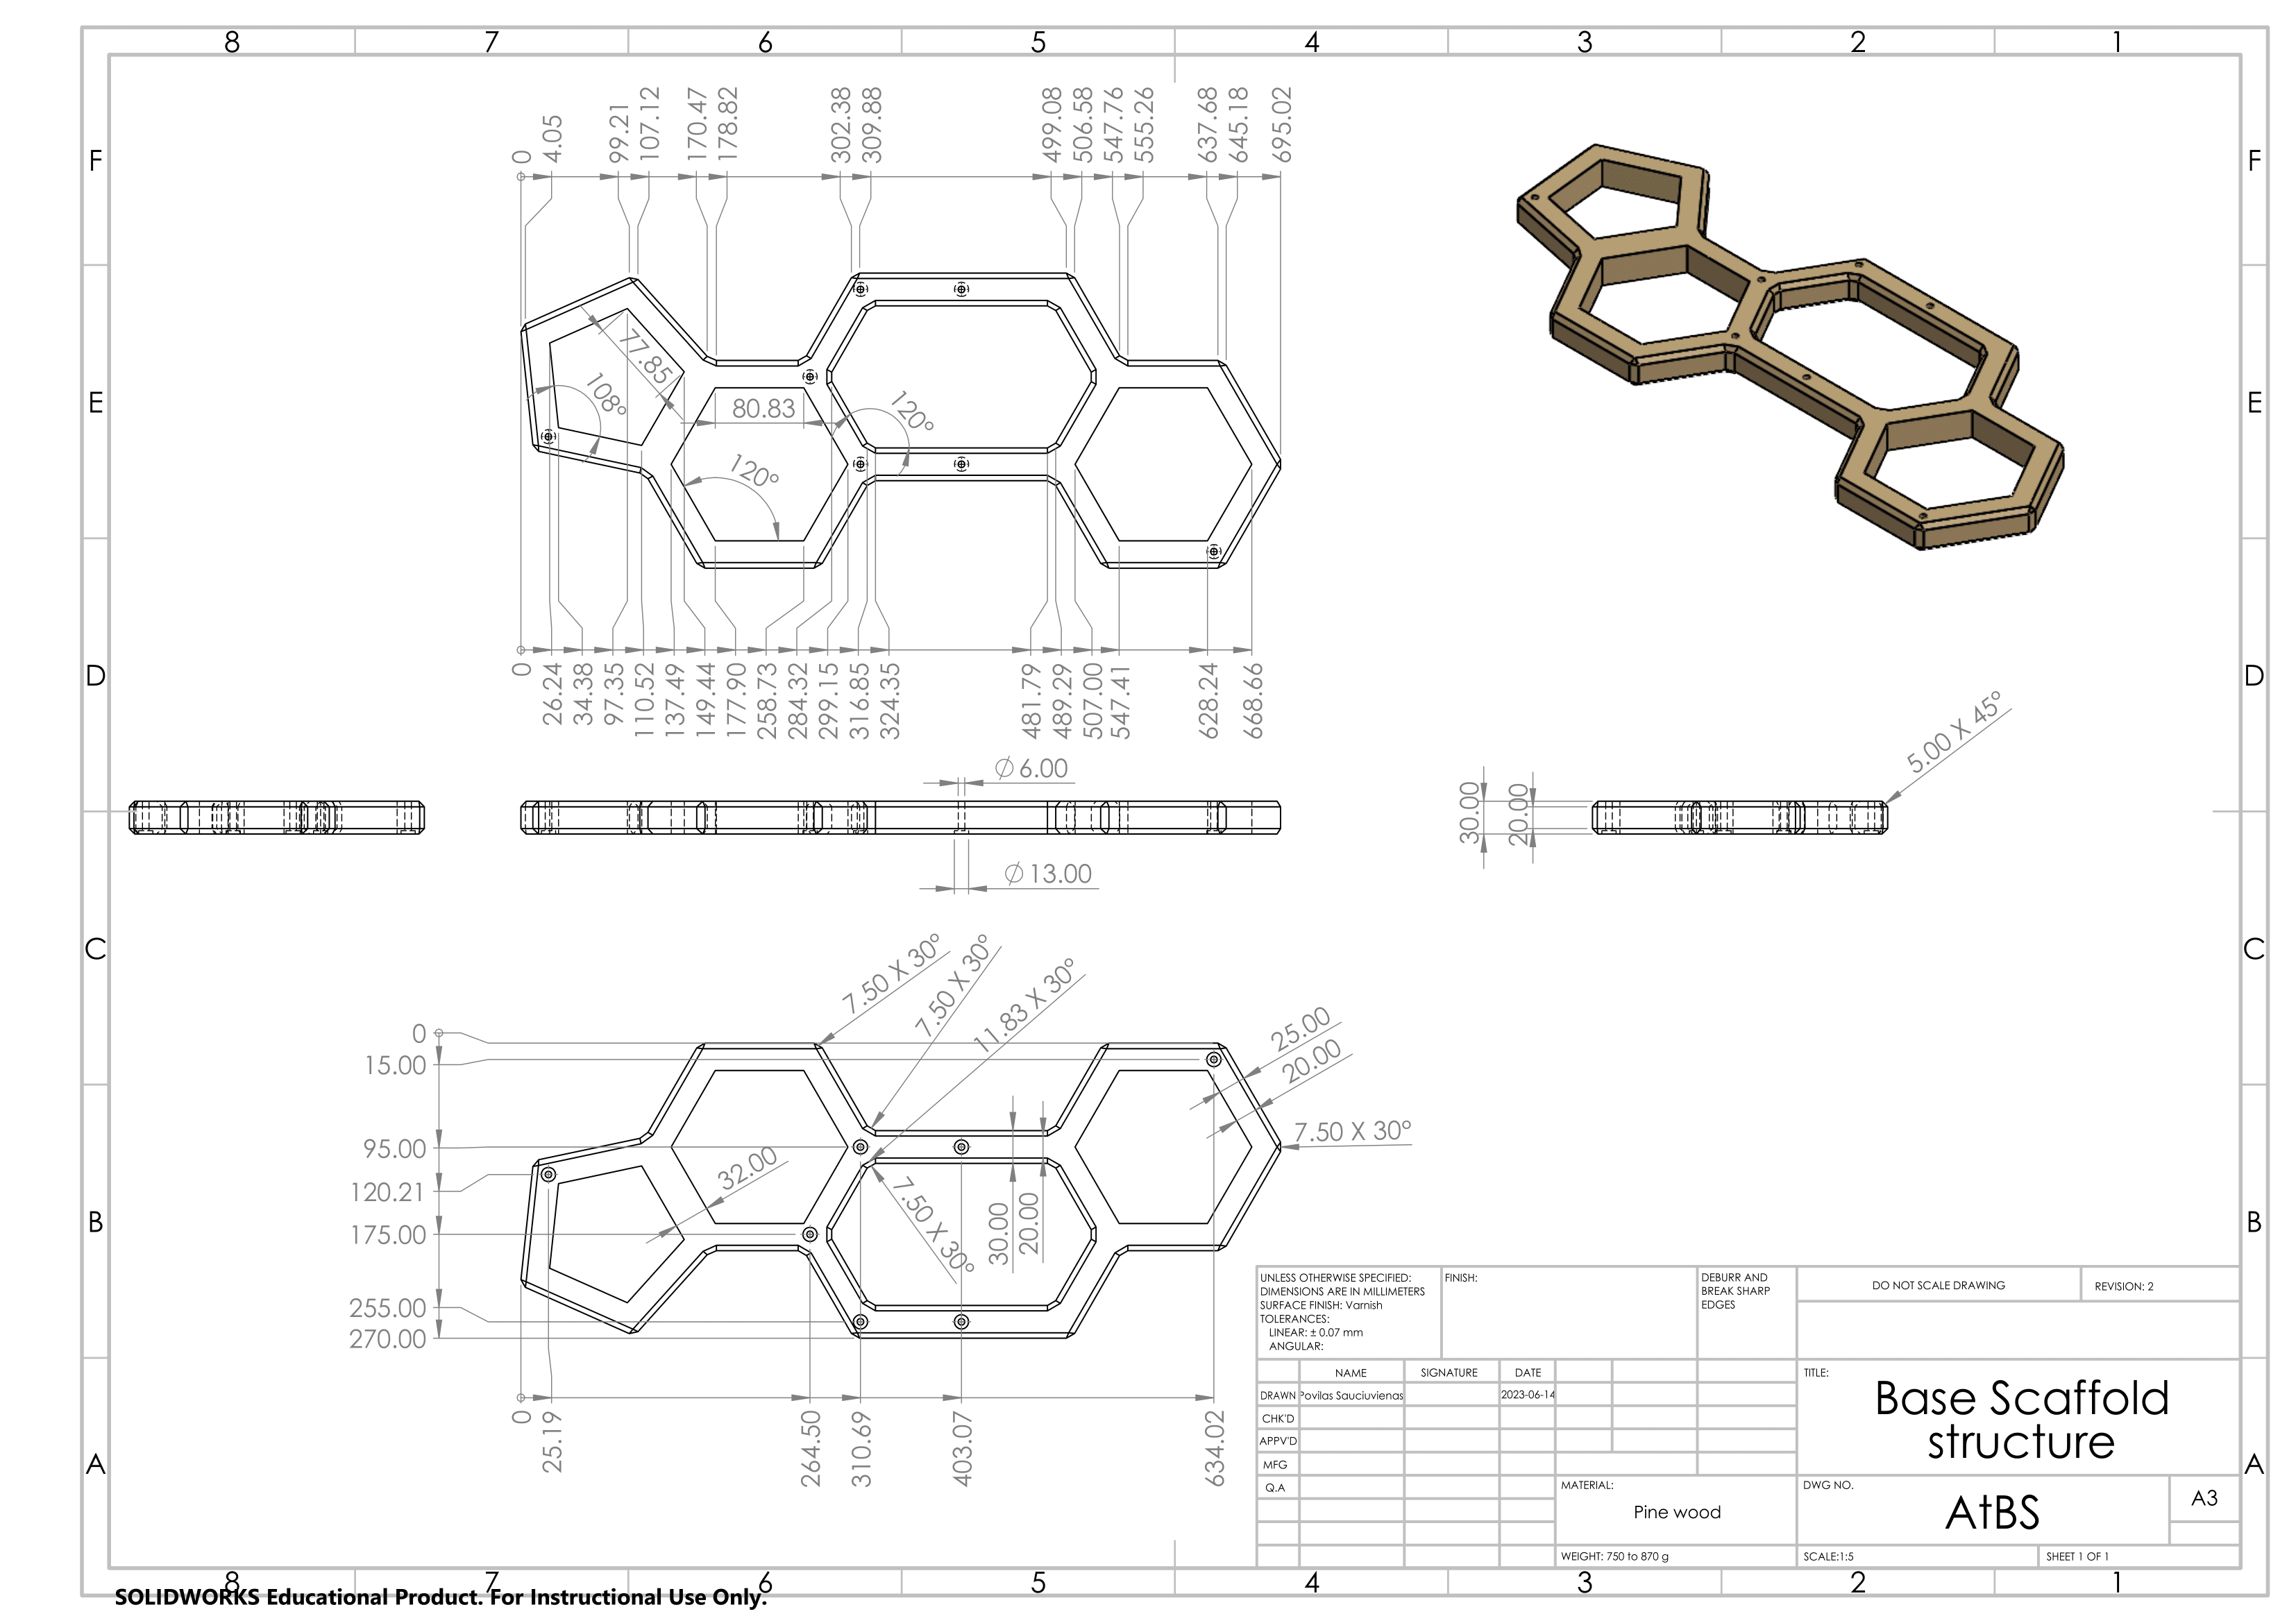 8 7 6 5 4 3 2 1
F F
E E
D D
C C
B B
A A
0 4.05 99.21 107.12 170.47 178.82 302.38 309.88 499.08 506.58 547.76 555.26 637.68 645.18 695.02
77.85
108°
80.83
120°
120°
0 26.24 34.38 97.35 110.52 137.49 149.44 177.90 258.73 284.32 299.15 316.85 324.35 481.79 489.29 507.00 547.41 628.24 668.66
5.00 X 45°
∅ 6.00
30.00
20.00
∅ 13.00
7.50 X 30°
7.50 X 30°
11.83 X 30°
25.00
20.00
7.50 X 30°
32.00
7.50 X 30°
30.00
20.00
0
15.00
95.00
120.21
175.00
255.00
270.00
0 25.19 264.50 310.69 403.07 634.02
UNLESS OTHERWISE SPECIFIED:
DIMENSIONS ARE IN MILLIMETERS
SURFACE FINISH: Varnish
TOLERANCES:
LINEAR: ± 0.07 mm
ANGULAR:
FINISH:
DEBURR AND
BREAK SHARP
EDGES
DO NOT SCALE DRAWING
REVISION: 2
NAME SIGNATURE DATE
DRAWN Povilas Sauciuvienas 2023-06-14
CHK'D
APPV'D
MFG
Q.A
TITLE:
Base Scaffold
structure
MATERIAL:
Pine wood
DWG NO.
AtBS
A3
WEIGHT: 750 to 870 g
SCALE:1:5
SHEET 1 OF 1
8 7 6 5 4 3 2 1
SOLIDWORKS Educational Product. For Instructional Use Only.